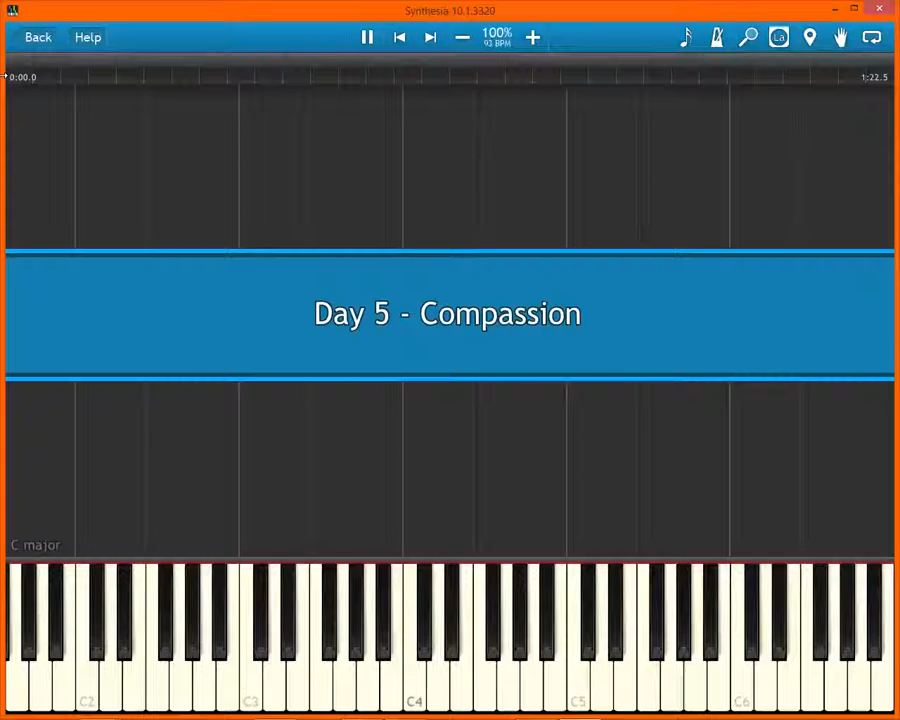 Synthesia 10.1.3320
Back Help 100%
93 BPM
La
0:00.0 1:22.5
Day 5 - Compassion
C major
C2 C3 C4 C5 C6